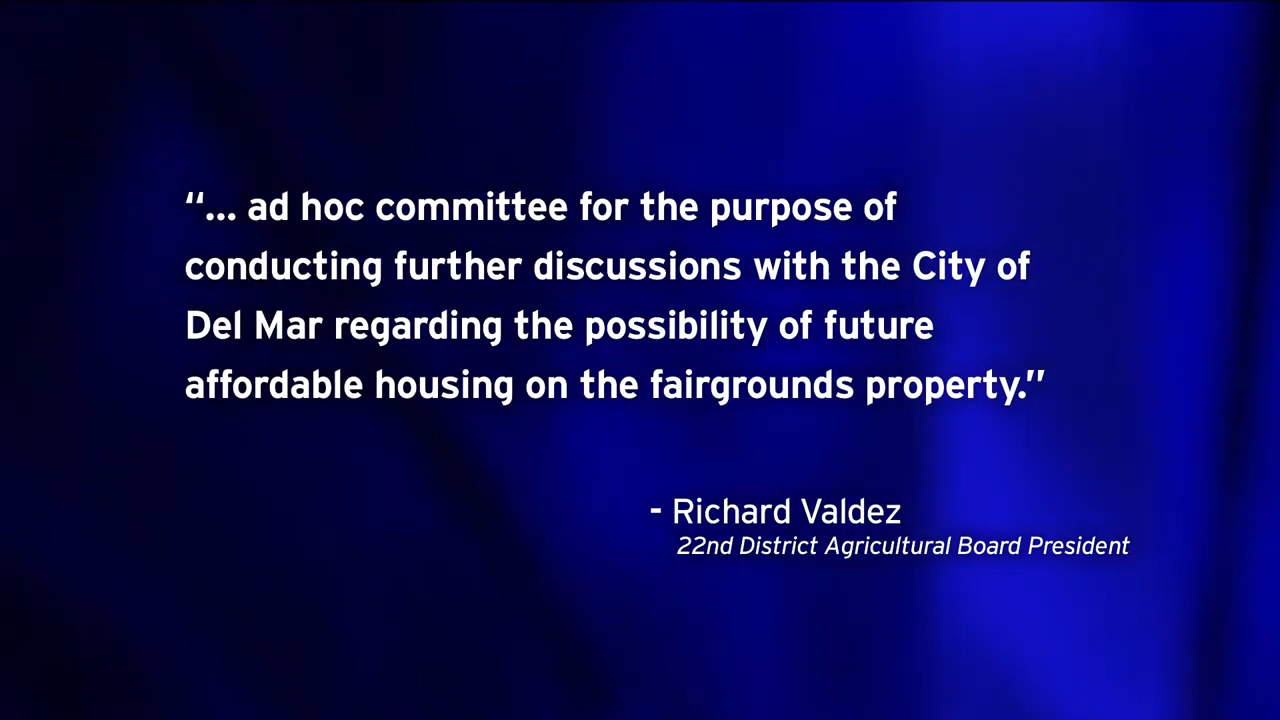 “... ad hoc committee for the purpose of
conducting further discussions with the City of
Del Mar regarding the possibility of future
affordable housing on the fairgrounds property.”
- Richard Valdez
22nd District Agricultural Board President